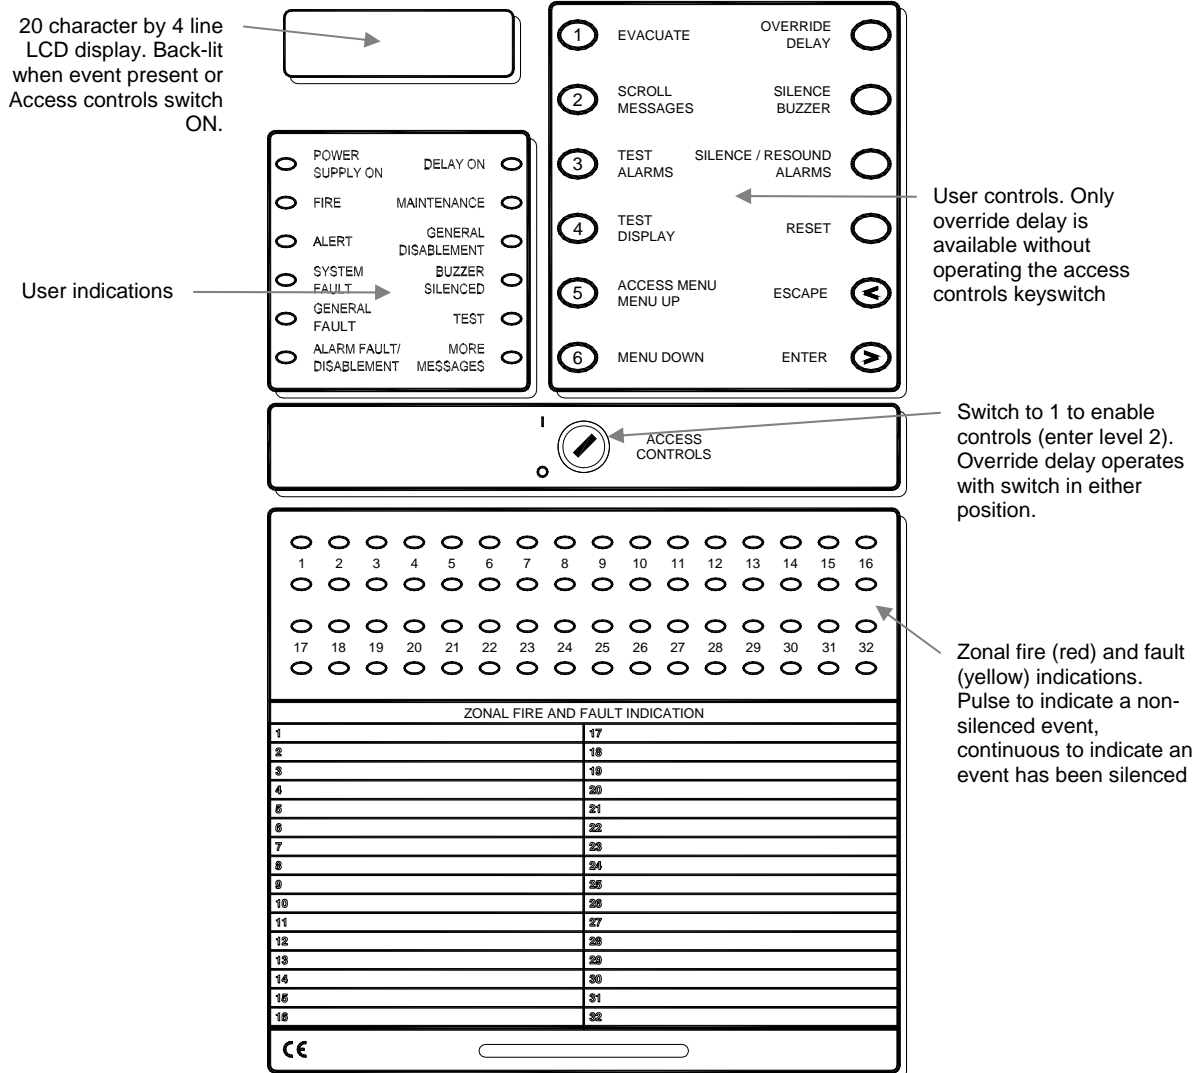 20 character by 4 line
LCD display. Back-lit
when event present or
Access controls switch
ON.
1 EVACUATE OVERRIDE DELAY
2 SCROLL MESSAGES SILENCE BUZZER
3 TEST ALARMS SILENCE / RESOUND ALARMS
4 TEST DISPLAY RESET
5 ACCESS MENU MENU UP ESCAPE <
6 MENU DOWN ENTER >
User controls. Only
override delay is
available without
operating the access
controls keyswitch
User indications
POWER SUPPLY ON DELAY ON
FIRE MAINTENANCE
ALERT GENERAL DISABLEMENT
SYSTEM FAULT BUZZER SILENCED
GENERAL FAULT TEST
ALARM FAULT/ DISABLEMENT MORE MESSAGES
I
O
ACCESS
CONTROLS
Switch to 1 to enable
controls (enter level 2).
Override delay operates
with switch in either
position.
1 2 3 4 5 6 7 8 9 10 11 12 13 14 15 16
17 18 19 20 21 22 23 24 25 26 27 28 29 30 31 32
Zonal fire (red) and fault
(yellow) indications.
Pulse to indicate a non-
silenced event,
continuous to indicate an
event has been silenced
ZONAL FIRE AND FAULT INDICATION
1 17
2 18
3 19
4 20
5 21
6 22
7 23
8 24
9 25
10 26
11 27
12 28
13 29
14 30
15 31
16 32
CE